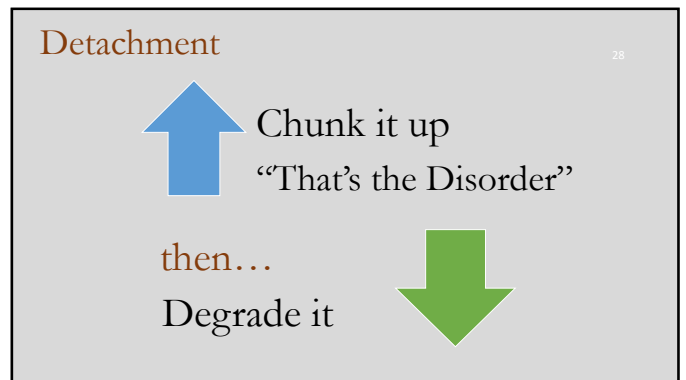 Detachment
28
Chunk it up
“That’s the Disorder”
then…
Degrade it